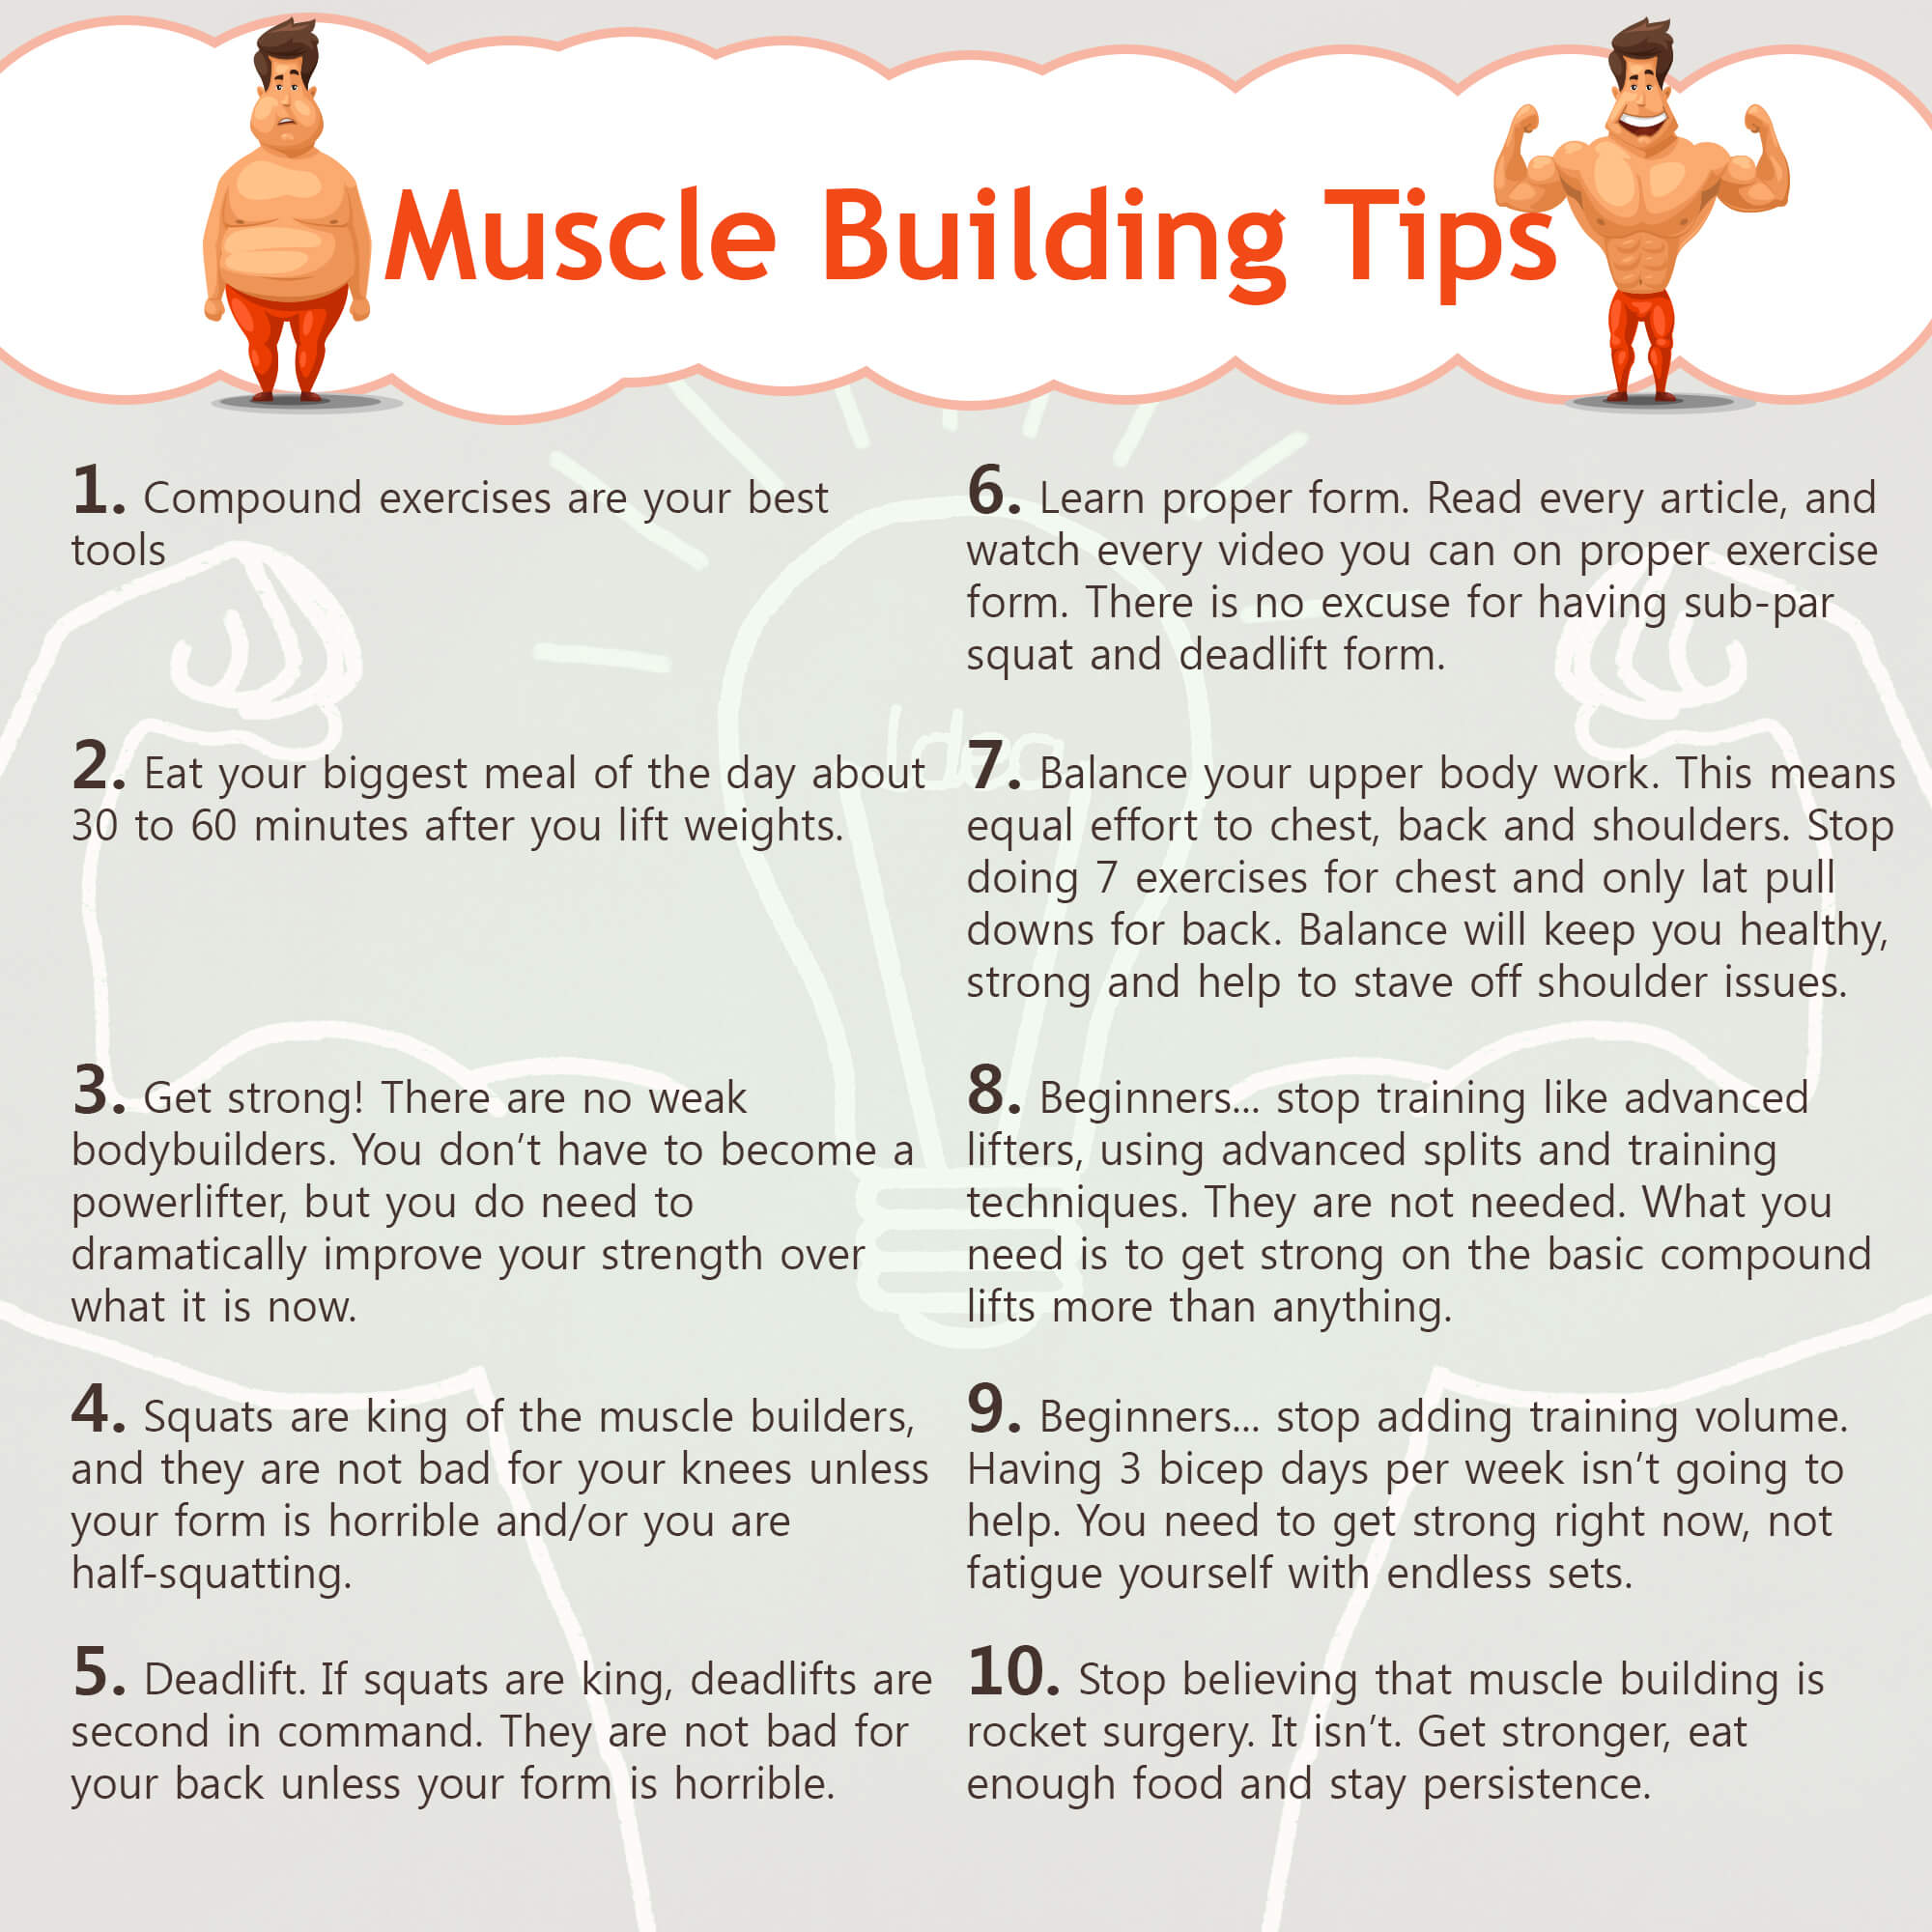 Muscle Building Tips
1. Compound exercises are your best
tools
2. Eat your biggest meal of the day about
30 to 60 minutes after you lift weights.
3. Get strong! There are no weak
bodybuilders. You don’t have to become a
powerlifter, but you do need to
dramatically improve your strength over
what it is now.
4. Squats are king of the muscle builders,
and they are not bad for your knees unless
your form is horrible and/or you are
half-squatting.
5. Deadlift. If squats are king, deadlifts are
second in command. They are not bad for
your back unless your form is horrible.
6. Learn proper form. Read every article, and
watch every video you can on proper exercise
form. There is no excuse for having sub-par
squat and deadlift form.
7. Balance your upper body work. This means
equal effort to chest, back and shoulders. Stop
doing 7 exercises for chest and only lat pull
downs for back. Balance will keep you healthy,
strong and help to stave off shoulder issues.
8. Beginners... stop training like advanced
lifters, using advanced splits and training
techniques. They are not needed. What you
need is to get strong on the basic compound
lifts more than anything.
9. Beginners... stop adding training volume.
Having 3 bicep days per week isn’t going to
help. You need to get strong right now, not
fatigue yourself with endless sets.
10. Stop believing that muscle building is
rocket surgery. It isn’t. Get stronger, eat
enough food and stay persistence.
Idea